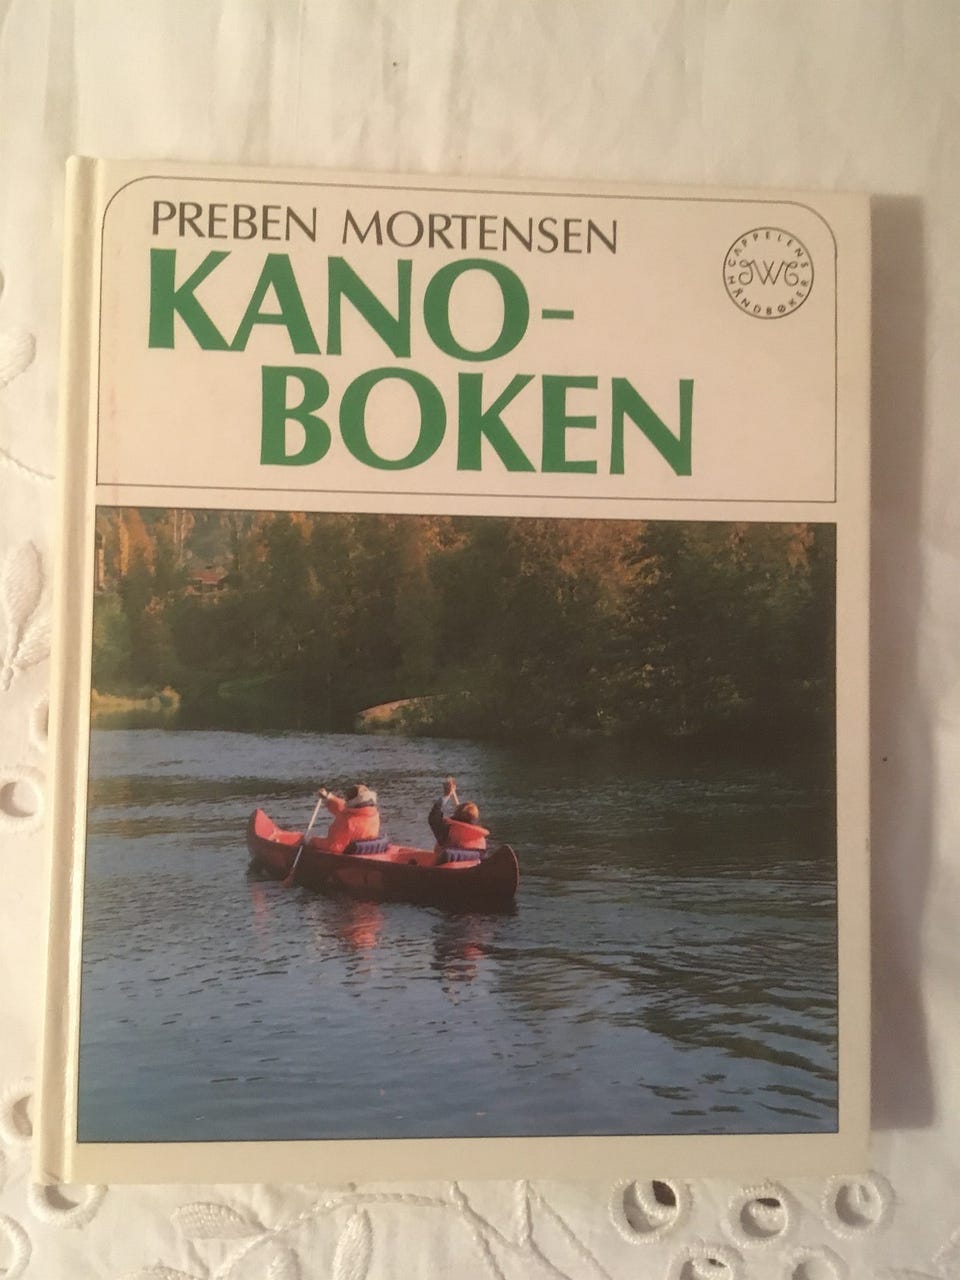 PREBEN MORTENSEN
KANO-
BOKEN
CAPPELENS
HÅNDBØKER
JWC